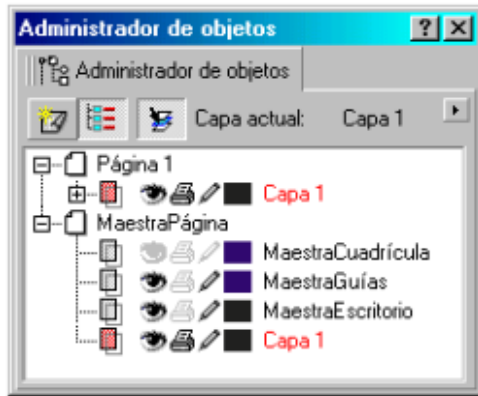 Administrador de objetos
Administrador de objetos
Capa actual: Capa 1
Página 1
Capa 1
MaestraPágina
MaestraCuadrícula
MaestraGuías
MaestraEscritorio
Capa 1